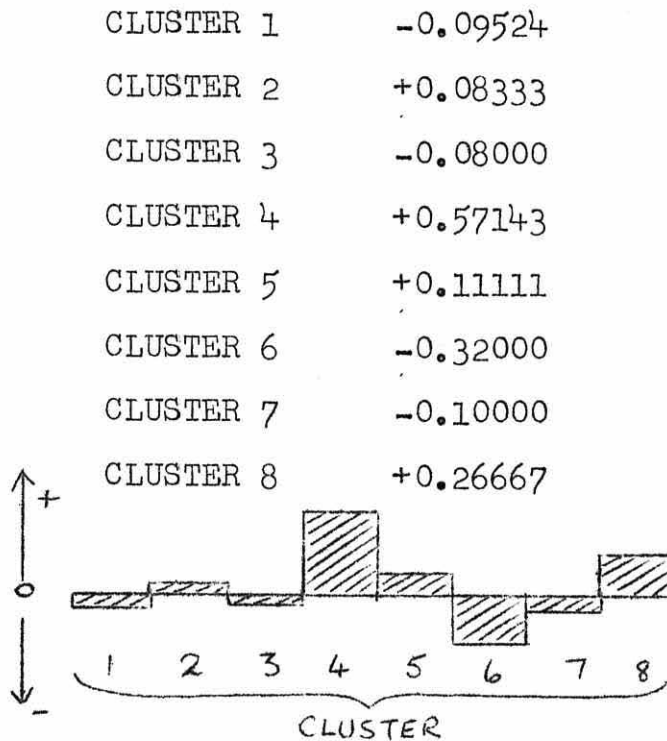 CLUSTER 1 -0.09524
CLUSTER 2 +0.08333
CLUSTER 3 -0.08000
CLUSTER 4 +0.57143
CLUSTER 5 +0.11111
CLUSTER 6 -0.32000
CLUSTER 7 -0.10000
CLUSTER 8 +0.26667
+
0
-
1 2 3 4 5 6 7 8
CLUSTER